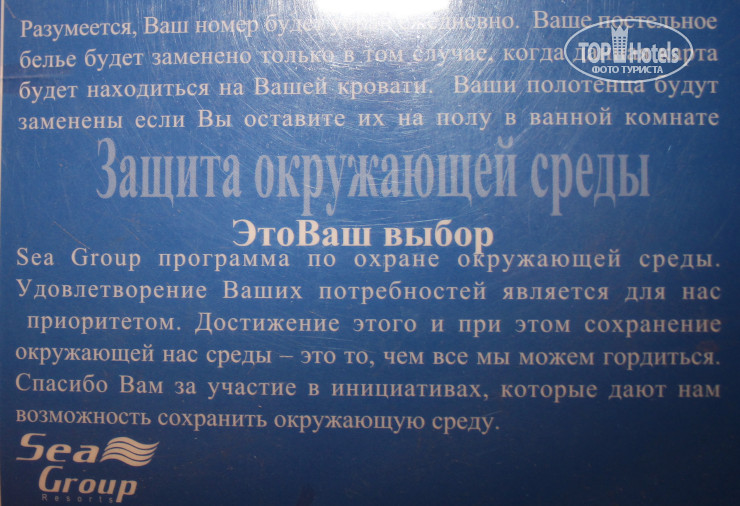 Разумеется, Ваш номер будет ежедневно. Ваше постельное
белье будет заменено только в том случае, когда карта
будет находиться на Вашей кровати. Ваши полотенца будут
заменены если Вы оставите их на полу в ванной комнате
Защита окружающей среды
ЭтоВаш выбор
Sea Group программа по охране окружающей среды.
Удовлетворение Ваших потребностей является для нас
приоритетом. Достижение этого и при этом сохранение
окружающей нас среды – это то, чем все мы можем гордиться.
Спасибо Вам за участие в инициативах, которые дают нам
возможность сохранить окружающую среду.
Sea
Group
Resorts
TOP Hotels
ФОТО ТУРИСТА